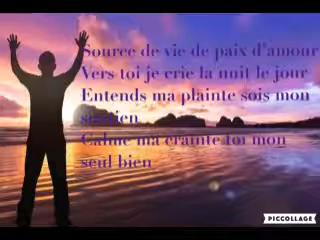 Source de vie de paix d'amour
Vers toi je crie la nuit le jour
Entends ma plainte sois mon
soutien
Calme ma crainte toi mon
seul bien
PICCOLLAGE